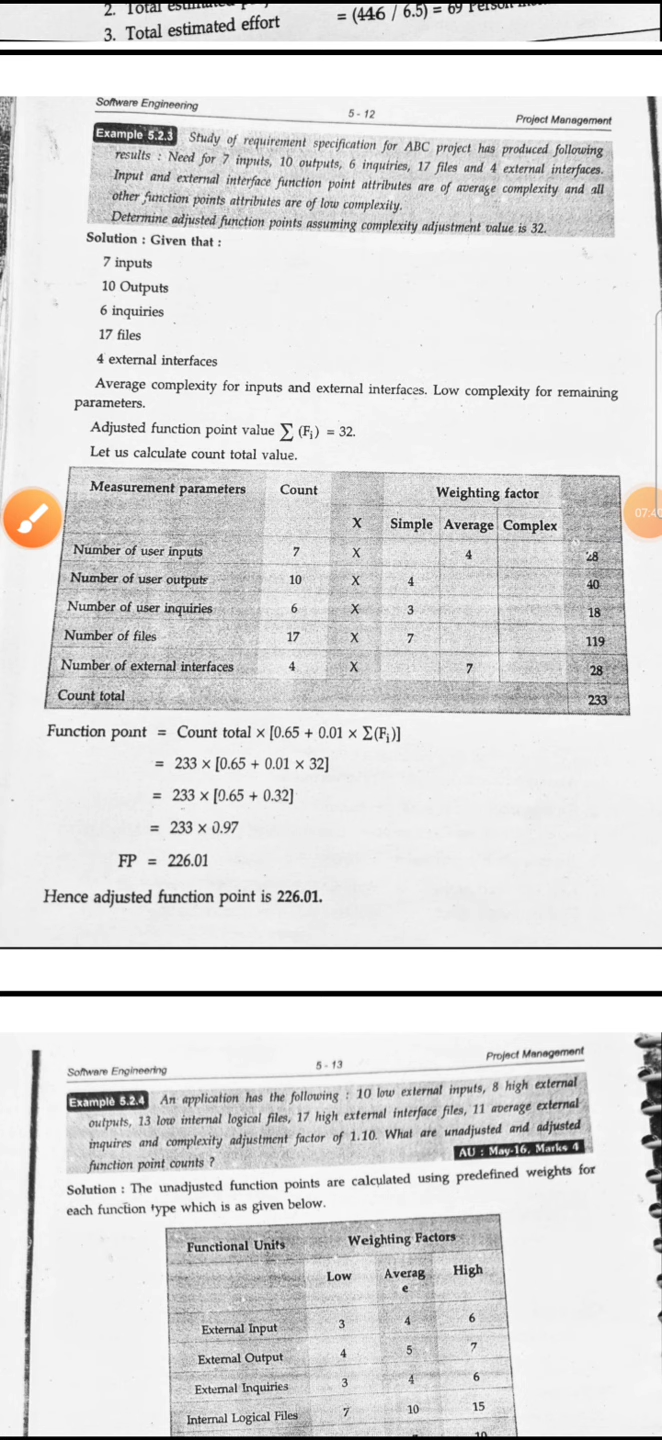 2. Total
3. Total estimated effort = (446 / 6.5) = 69
Software Engineering 5 - 12 Project Management
Example 5.2.3 Study of requirement specification for ABC project has produced following
results : Need for 7 inputs, 10 outputs, 6 inquiries, 17 files and 4 external interfaces.
Input and external interface function point attributes are of average complexity and all
other function points attributes are of low complexity.
Determine adjusted function points assuming complexity adjustment value is 32.
Solution : Given that :
7 inputs
10 Outputs
6 inquiries
17 files
4 external interfaces
Average complexity for inputs and external interfaces. Low complexity for remaining
parameters.
Adjusted function point value ∑ (Fi) = 32.
Let us calculate count total value.
Measurement parameters Count Weighting factor
X Simple Average Complex
Number of user inputs 7 X 4 28
Number of user outputs 10 X 4 40
Number of user inquiries 6 X 3 18
Number of files 17 X 7 119
Number of external interfaces 4 X 7 28
Count total 233
Function point = Count total × [0.65 + 0.01 × Σ(Fi)]
= 233 × [0.65 + 0.01 × 32]
= 233 × [0.65 + 0.32]
= 233 × 0.97
FP = 226.01
Hence adjusted function point is 226.01.
Software Engineering 5 - 13 Project Management
Example 5.2.4 An application has the following : 10 low external inputs, 8 high external
outputs, 13 low internal logical files, 17 high external interface files, 11 average external
inquires and complexity adjustment factor of 1.10. What are unadjusted and adjusted
function point counts ? AU : May-16, Marks 4
Solution : The unadjusted function points are calculated using predefined weights for
each function type which is as given below.
Functional Units Weighting Factors
Low Averag High
e
External Input 3 4 6
External Output 4 5 7
External Inquiries 3 4 6
Internal Logical Files 7 10 15
10